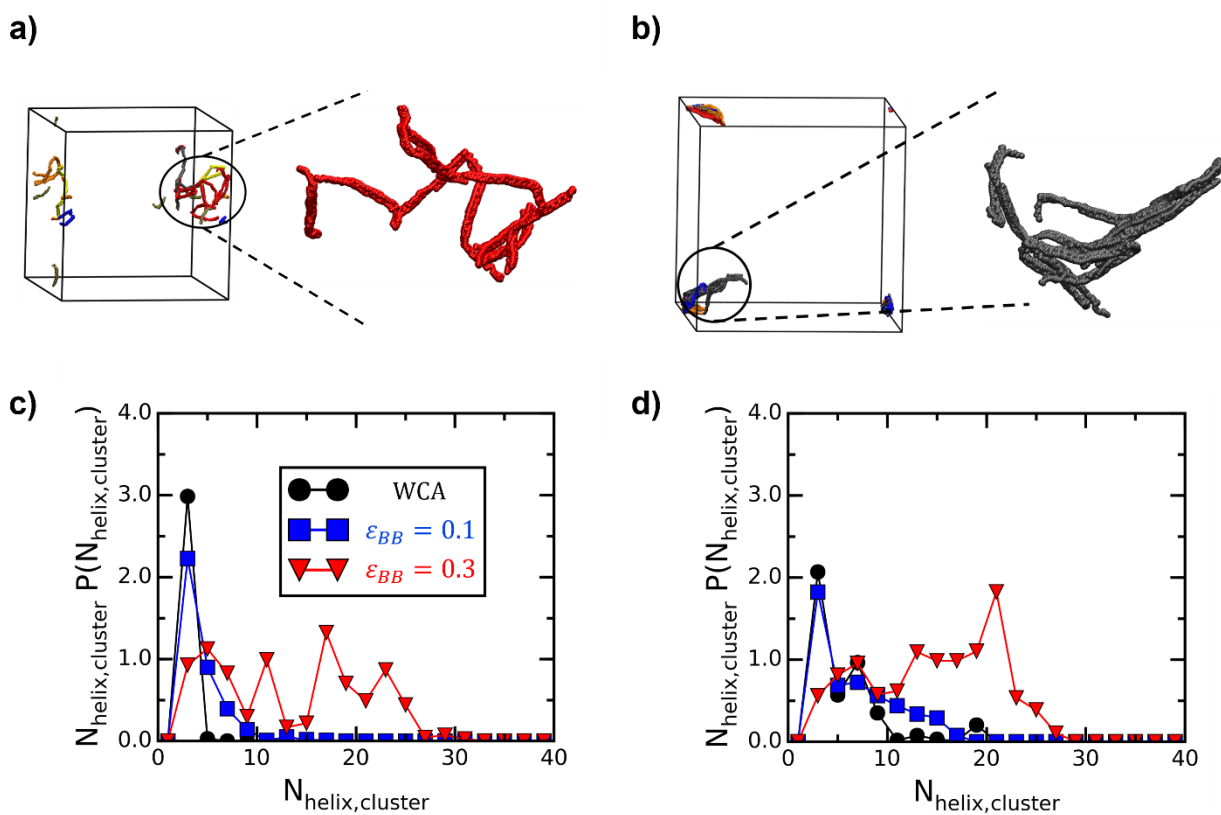 a)
b)
c)
N_helix,cluster P(N_helix,cluster)
4.0
3.0
2.0
1.0
0.0
0 10 20 30 40
N_helix,cluster
WCA
ε_BB = 0.1
ε_BB = 0.3
d)
N_helix,cluster P(N_helix,cluster)
4.0
3.0
2.0
1.0
0.0
0 10 20 30 40
N_helix,cluster